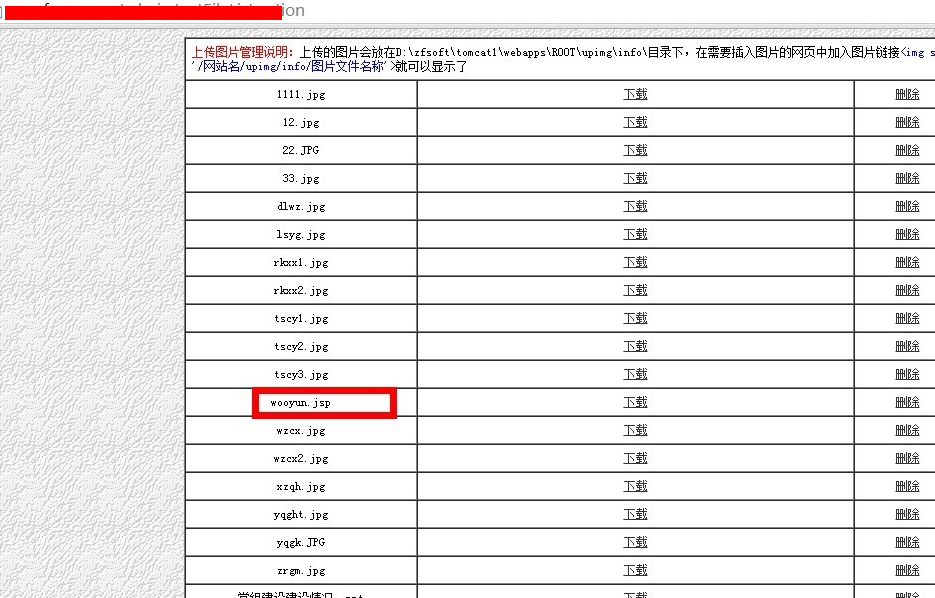 上传图片管理说明：上传的图片会放在D:\zfsoft\tomcat1\webapps\ROOT\upimg\info\目录下，在需要插入图片的网页中加入图片链接<img s
'/网站名/upimg/info/图片文件名称'>就可以显示了
1111.jpg 下载 删除
12.jpg 下载 删除
22.JPG 下载 删除
33.jpg 下载 删除
dlwz.jpg 下载 删除
lsyg.jpg 下载 删除
rkxx1.jpg 下载 删除
rkxx2.jpg 下载 删除
tscy1.jpg 下载 删除
tscy2.jpg 下载 删除
tscy3.jpg 下载 删除
wooyun.jsp 下载 删除
wzcx.jpg 下载 删除
wzcx2.jpg 下载 删除
xzqh.jpg 下载 删除
yqght.jpg 下载 删除
yqgk.JPG 下载 删除
zrgm.jpg 下载 删除
下载 删除